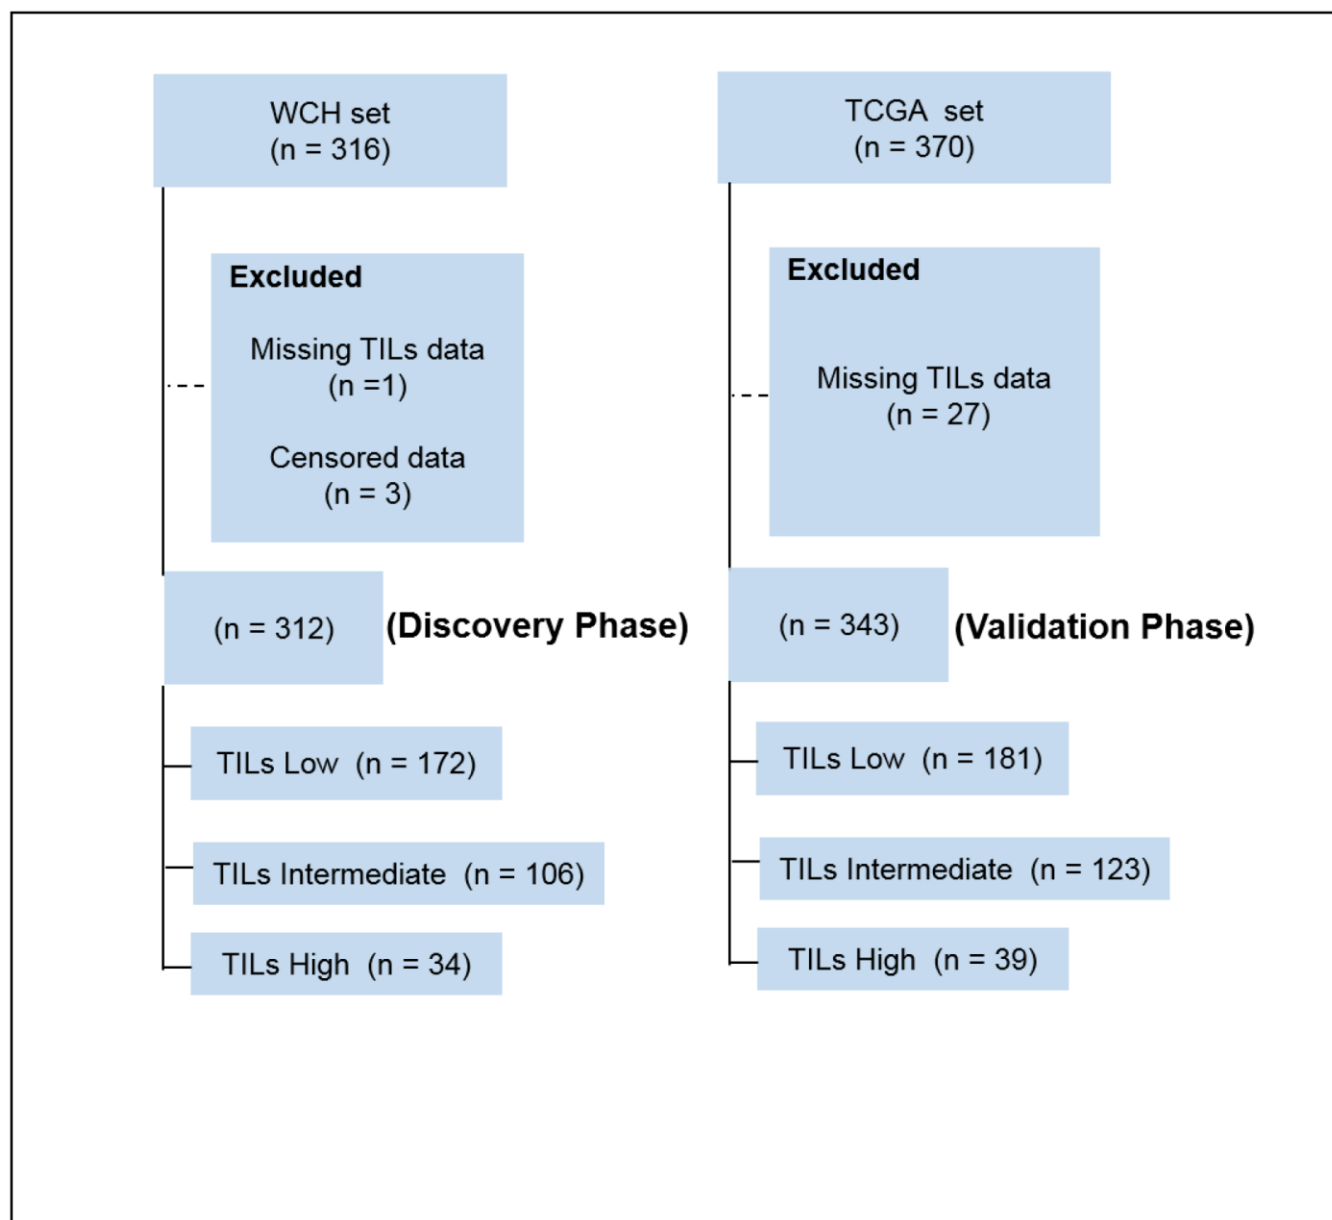 WCH set
(n = 316)
Excluded
Missing TILs data
(n =1)
Censored data
(n = 3)
(n = 312)
(Discovery Phase)
TILs Low (n = 172)
TILs Intermediate (n = 106)
TILs High (n = 34)
TCGA set
(n = 370)
Excluded
Missing TILs data
(n = 27)
(n = 343)
(Validation Phase)
TILs Low (n = 181)
TILs Intermediate (n = 123)
TILs High (n = 39)